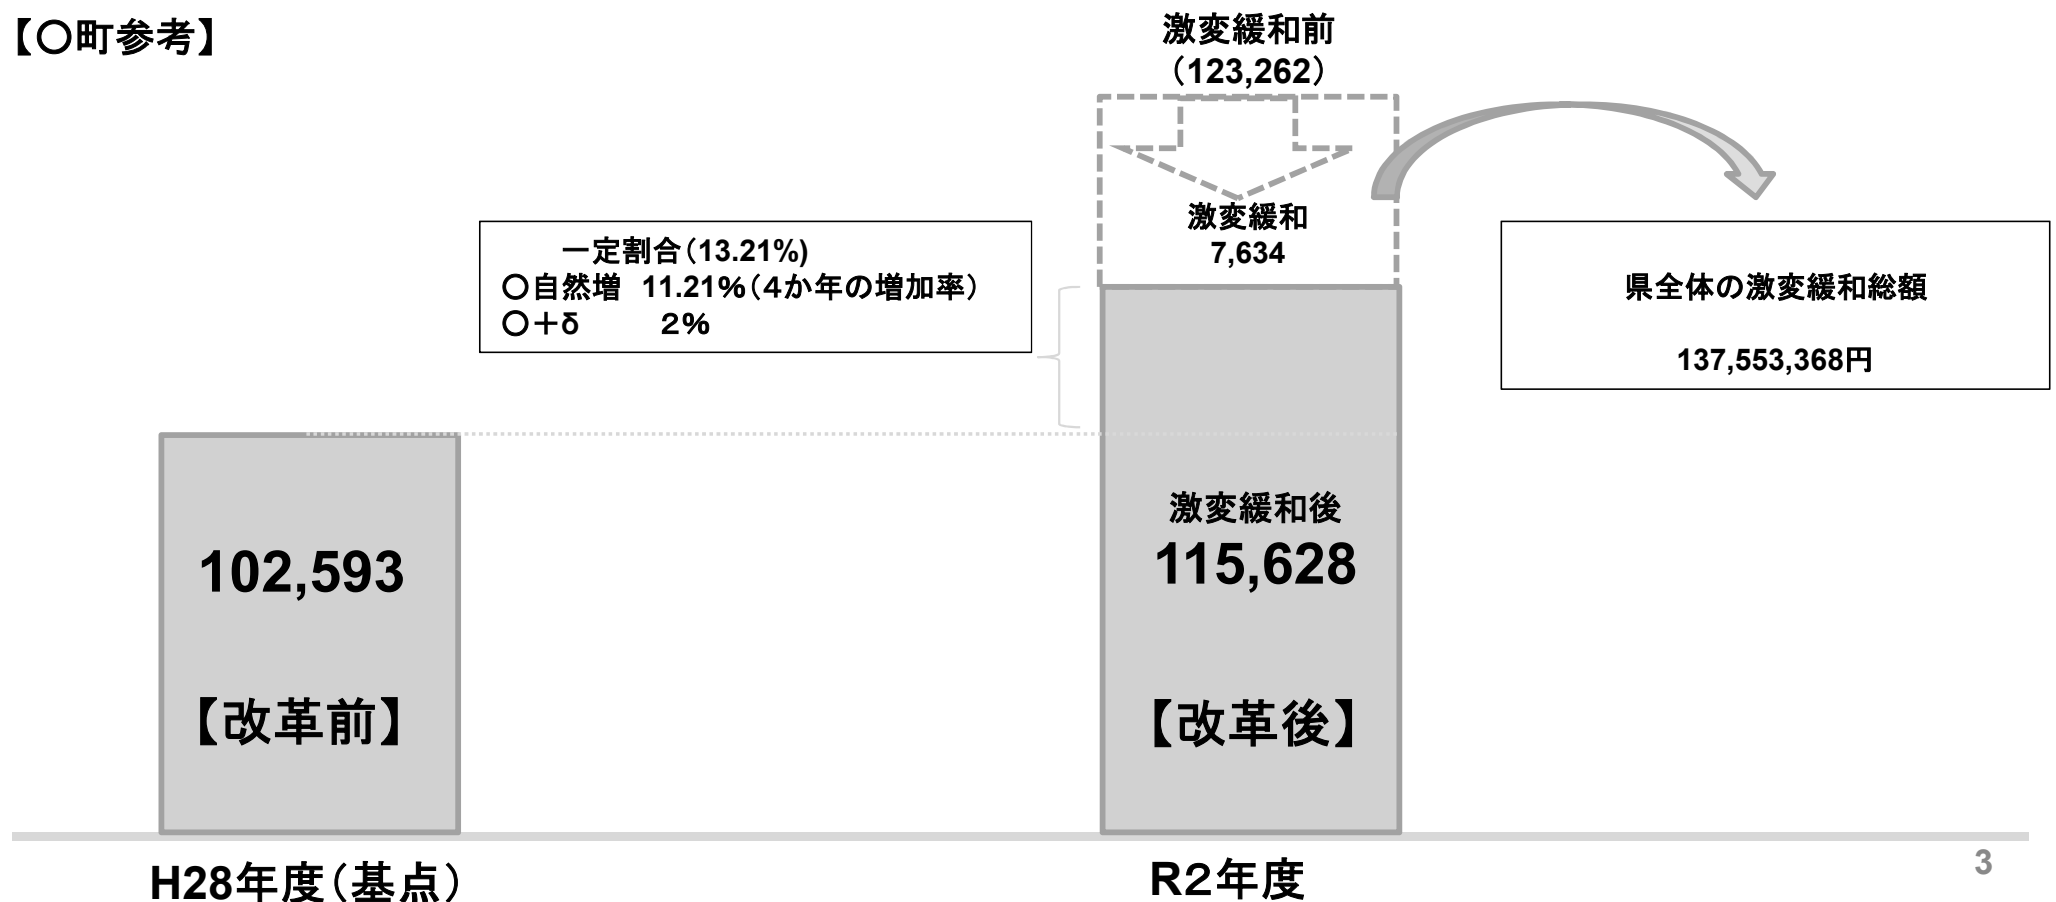 【〇町参考】
激変緩和前
（123,262）
激変緩和
7,634
一定割合（13.21%）
〇自然増　11.21%（４か年の増加率）
〇＋δ　　　２％
県全体の激変緩和総額
137,553,368円
102,593
【改革前】
激変緩和後
115,628
【改革後】
H28年度（基点）
R２年度
3